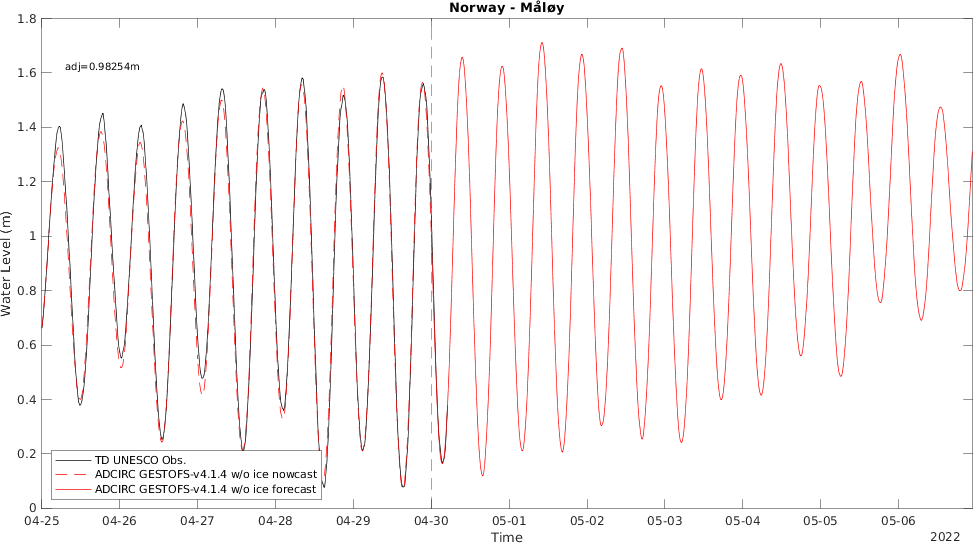 Norway - Måløy
adj=0.98254m
1.8
1.6
1.4
1.2
1
0.8
0.6
0.4
0.2
0
Water Level (m)
TD UNESCO Obs.
ADCIRC GESTOFS-v4.1.4 w/o ice nowcast
ADCIRC GESTOFS-v4.1.4 w/o ice forecast
04-25 04-26 04-27 04-28 04-29 04-30 05-01 05-02 05-03 05-04 05-05 05-06
Time
2022